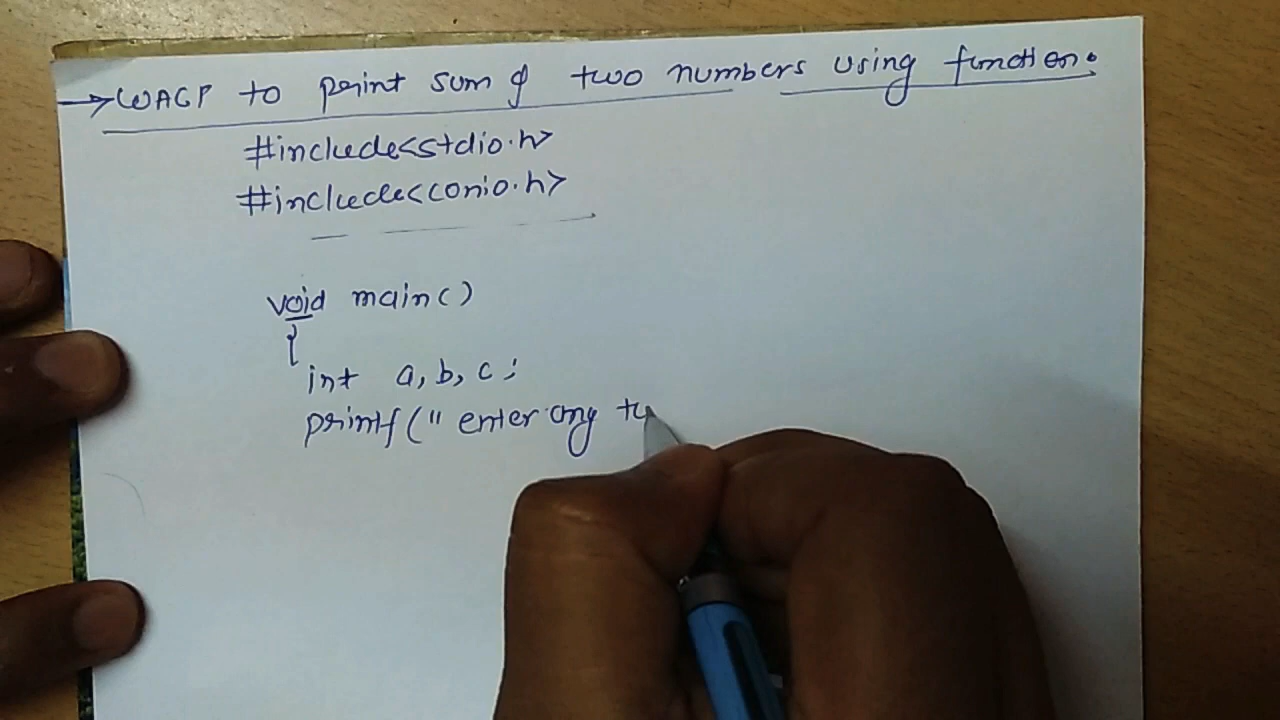 →WACP to print sum of two numbers using function.
#include<stdio.h>
#include<conio.h>
void main()
{
int a, b, c;
printf(" enter any tw